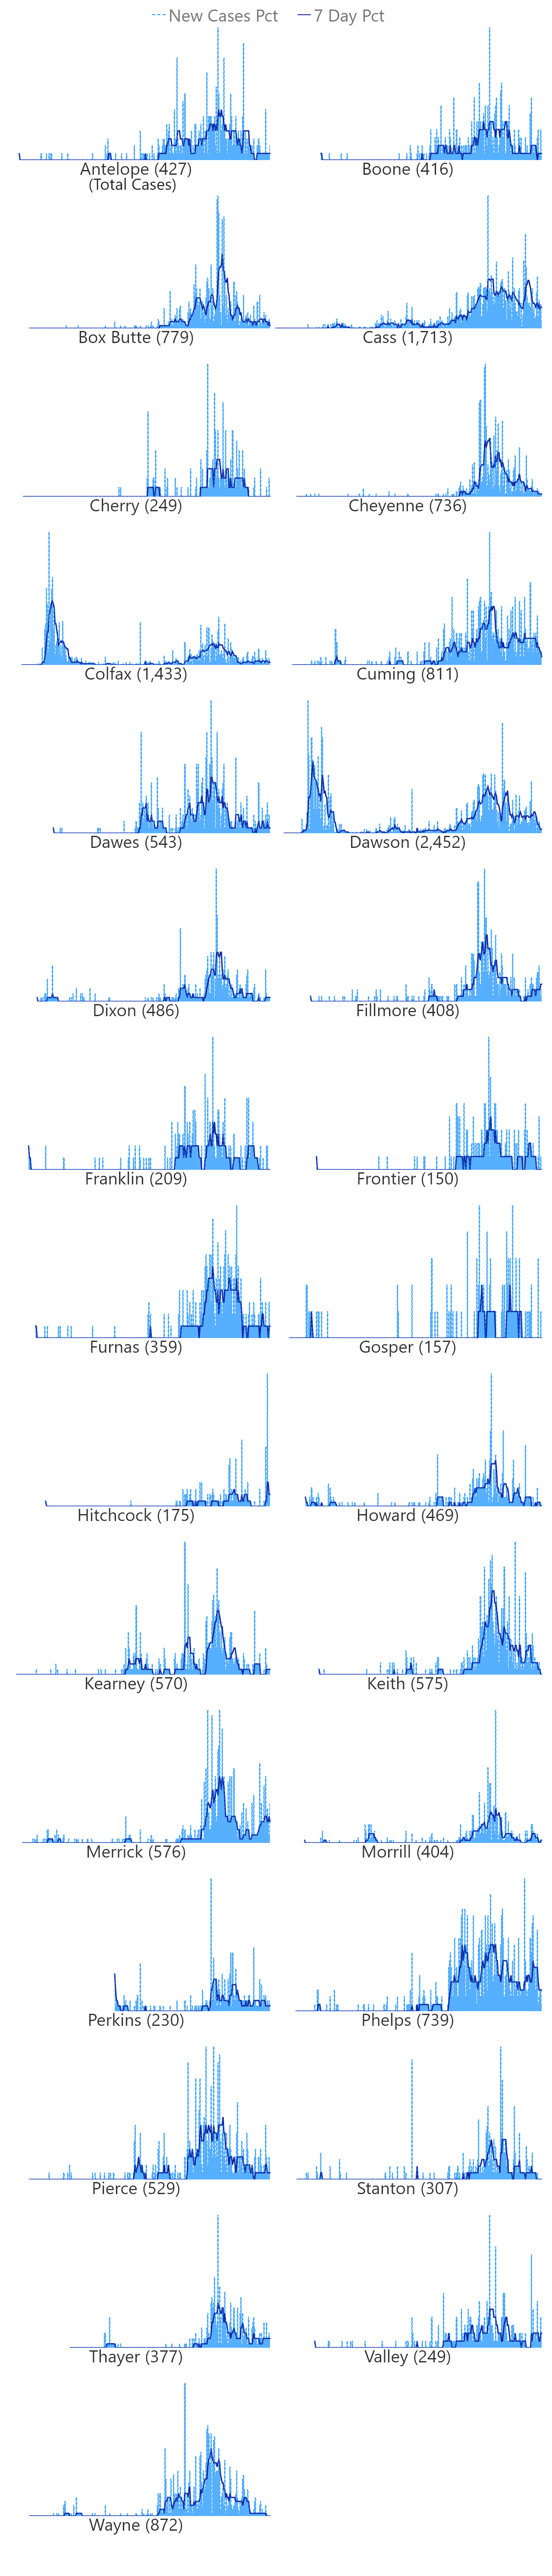 New Cases Pct 7 Day Pct
Antelope (427)
(Total Cases)
Boone (416)
Box Butte (779)
Cass (1,713)
Cherry (249)
Cheyenne (736)
Colfax (1,433)
Cuming (811)
Dawes (543)
Dawson (2,452)
Dixon (486)
Fillmore (408)
Franklin (209)
Frontier (150)
Furnas (359)
Gosper (157)
Hitchcock (175)
Howard (469)
Kearney (570)
Keith (575)
Merrick (576)
Morrill (404)
Perkins (230)
Phelps (739)
Pierce (529)
Stanton (307)
Thayer (377)
Valley (249)
Wayne (872)